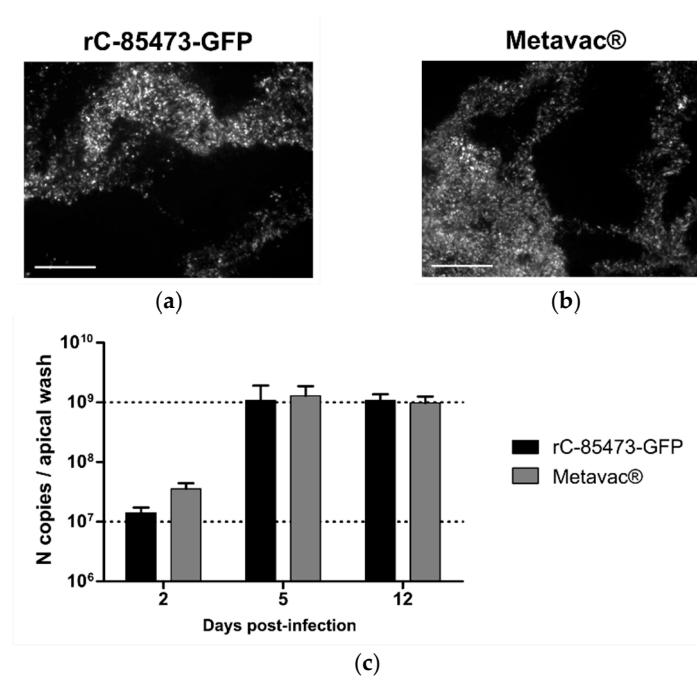 rC-85473-GFP
Metavac®
(a)
(b)
N copies / apical wash
10¹⁰
10⁹
10⁸
10⁷
10⁶
2 5 12
Days post-infection
rC-85473-GFP
Metavac®
(c)